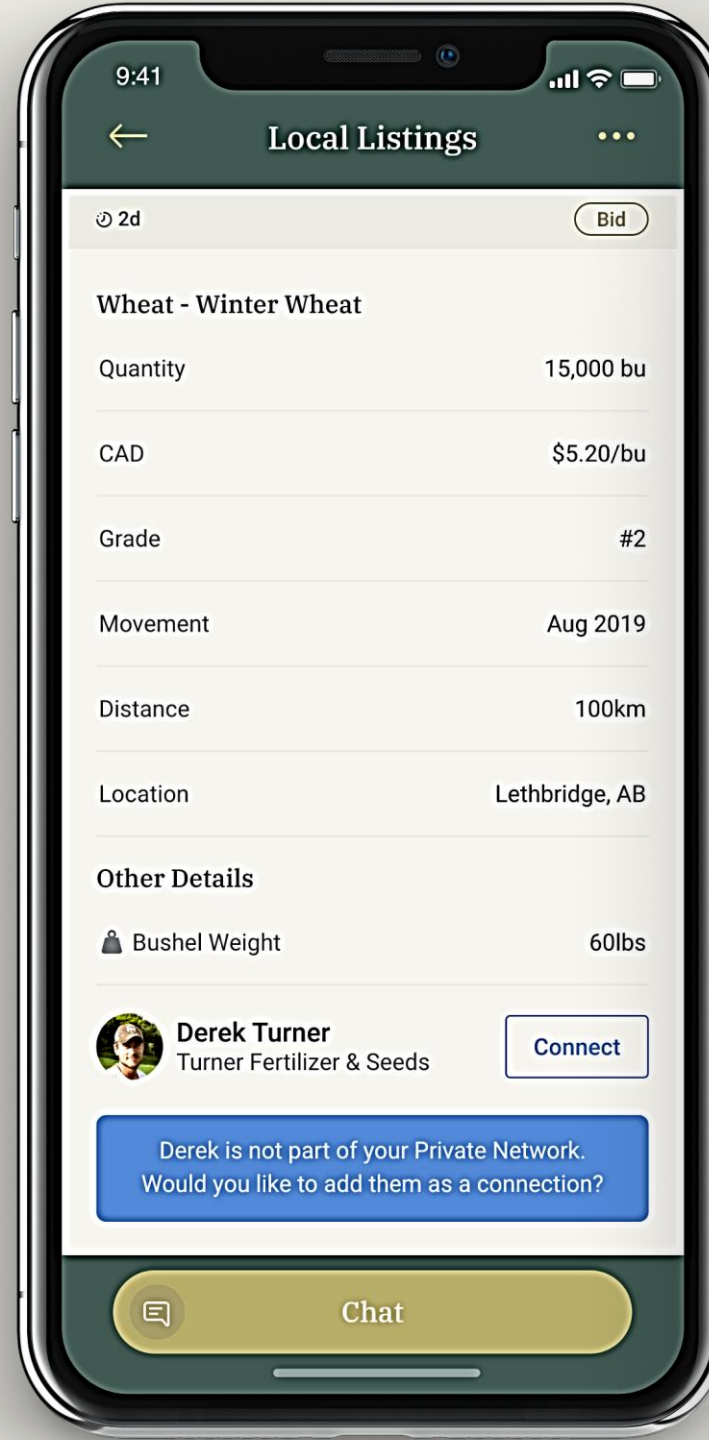 9:41
Local Listings
2d
Bid
Wheat - Winter Wheat
Quantity 15,000 bu
CAD $5.20/bu
Grade #2
Movement Aug 2019
Distance 100km
Location Lethbridge, AB
Other Details
Bushel Weight 60lbs
Derek Turner
Turner Fertilizer & Seeds
Connect
Derek is not part of your Private Network.
Would you like to add them as a connection?
Chat